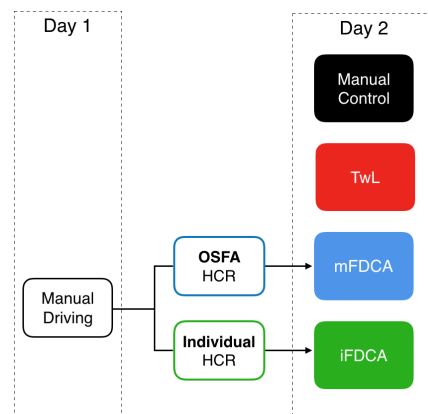 Day 1
Day 2
Manual
Control
TwL
OSFA
HCR
mFDCA
Manual
Driving
Individual
HCR
iFDCA